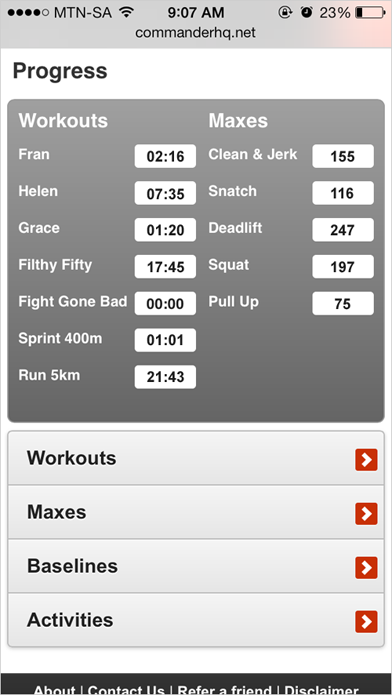 MTN-SA 9:07 AM 23%
commanderhq.net
Progress
Workouts Maxes
Fran 02:16 Clean & Jerk 155
Helen 07:35 Snatch 116
Grace 01:20 Deadlift 247
Filthy Fifty 17:45 Squat 197
Fight Gone Bad 00:00 Pull Up 75
Sprint 400m 01:01
Run 5km 21:43
Workouts
Maxes
Baselines
Activities
About | Contact Us | Refer a friend | Disclaimer